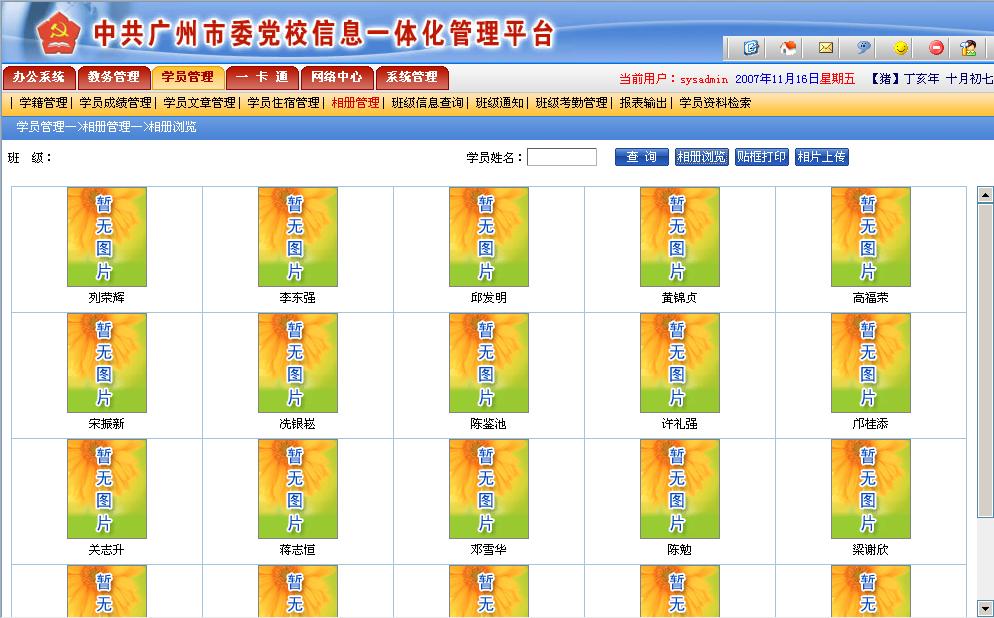 中共广州市委党校信息一体化管理平台
办公系统 教务管理 学员管理 一卡通 网络中心 系统管理 当前用户：sysadmin 2007年11月16日星期五 【猪】丁亥年 十月初七
| 学籍管理| 学员成绩管理| 学员文章管理| 学员住宿管理| 相册管理| 班级信息查询| 班级通知| 班级考勤管理| 报表输出| 学员资料检索
学员管理—>相册管理—>相册浏览
班 级： 学员姓名： 查 询 相册浏览 贴框打印 相片上传
暂无图片 暂无图片 暂无图片 暂无图片 暂无图片
列荣辉 李东强 邱发明 黄锦贞 高福荣
暂无图片 暂无图片 暂无图片 暂无图片 暂无图片
宋振新 冼银崧 陈鉴池 许礼强 邝桂添
暂无图片 暂无图片 暂无图片 暂无图片 暂无图片
关志升 蒋志恒 邓雪华 陈勉 梁谢欣
暂无 暂无 暂无 暂无 暂无